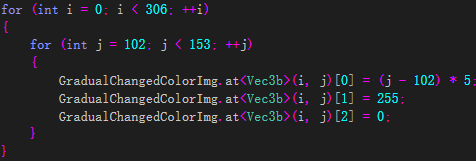 for (int i = 0; i < 306; ++i)
{
for (int j = 102; j < 153; ++j)
{
GradualChangedColorImg.at<Vec3b>(i, j)[0] = (j - 102) * 5;
GradualChangedColorImg.at<Vec3b>(i, j)[1] = 255;
GradualChangedColorImg.at<Vec3b>(i, j)[2] = 0;
}
}